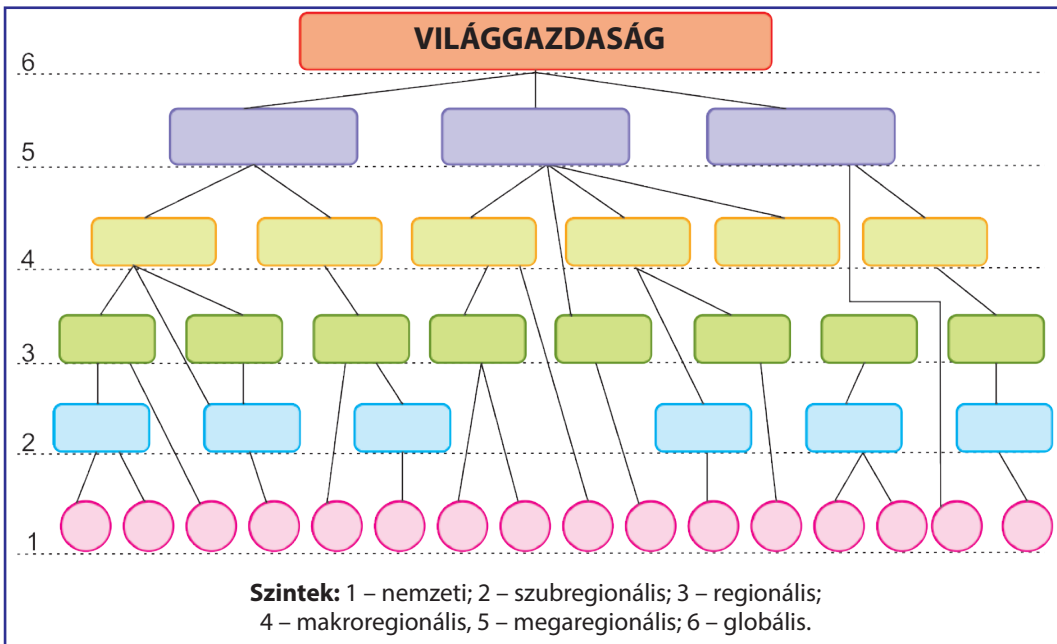 VILÁGGAZDASÁG
6
5
4
3
2
1
Szintek: 1 – nemzeti; 2 – szubregionális; 3 – regionális;
4 – makroregionális, 5 – megaregionális; 6 – globális.